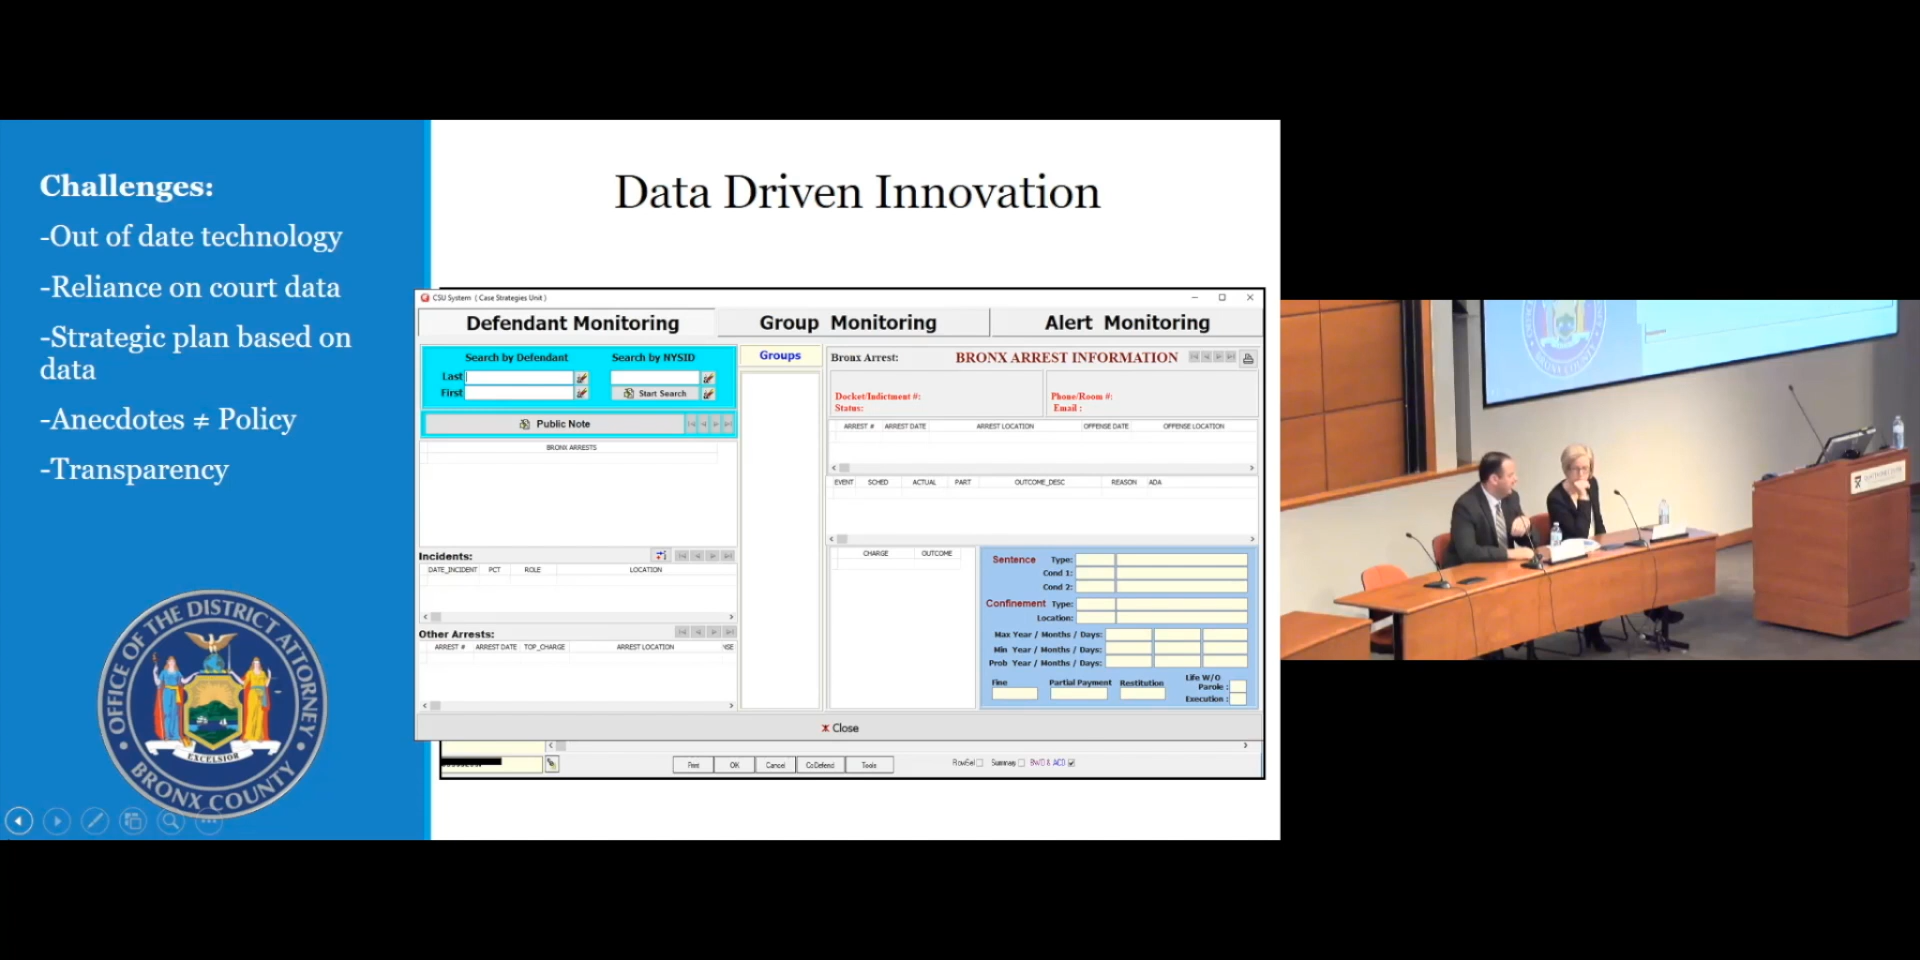 Challenges:
-Out of date technology
-Reliance on court data
-Strategic plan based on
data
-Anecdotes ≠ Policy
-Transparency
OFFICE OF THE DISTRICT ATTORNEY
EXCELSIOR
BRONX COUNTY
Data Driven Innovation
CSU System ( Case Strategies Unit )
Defendant Monitoring
Group Monitoring
Alert Monitoring
Search by Defendant
Search by NYSID
Last
First
Start Search
Public Note
BRONX ARRESTS
Incidents:
DATE_INCIDENT PCT ROLE LOCATION
Other Arrests:
ARREST # ARREST DATE TOP_CHARGE ARREST LOCATION
Groups
Bronx Arrest:
BRONX ARREST INFORMATION
Docket/Indictment #:
Status:
Phone/Room #:
Email :
ARREST # ARREST DATE ARREST LOCATION OFFENSE DATE OFFENSE LOCATION
EVENT SCHED ACTUAL PART OUTCOME_DESC REASON ADA
CHARGE OUTCOME
Sentence Type:
Cond 1:
Cond 2:
Confinement Type:
Location:
Max Year / Months / Days:
Min Year / Months / Days:
Prob Year / Months / Days:
Fine
Partial Payment
Restitution
Life W/O
Parole :
Execution :
Close
Print OK Cancel CoDefend Tools
RowSel Summary BWD & ACD